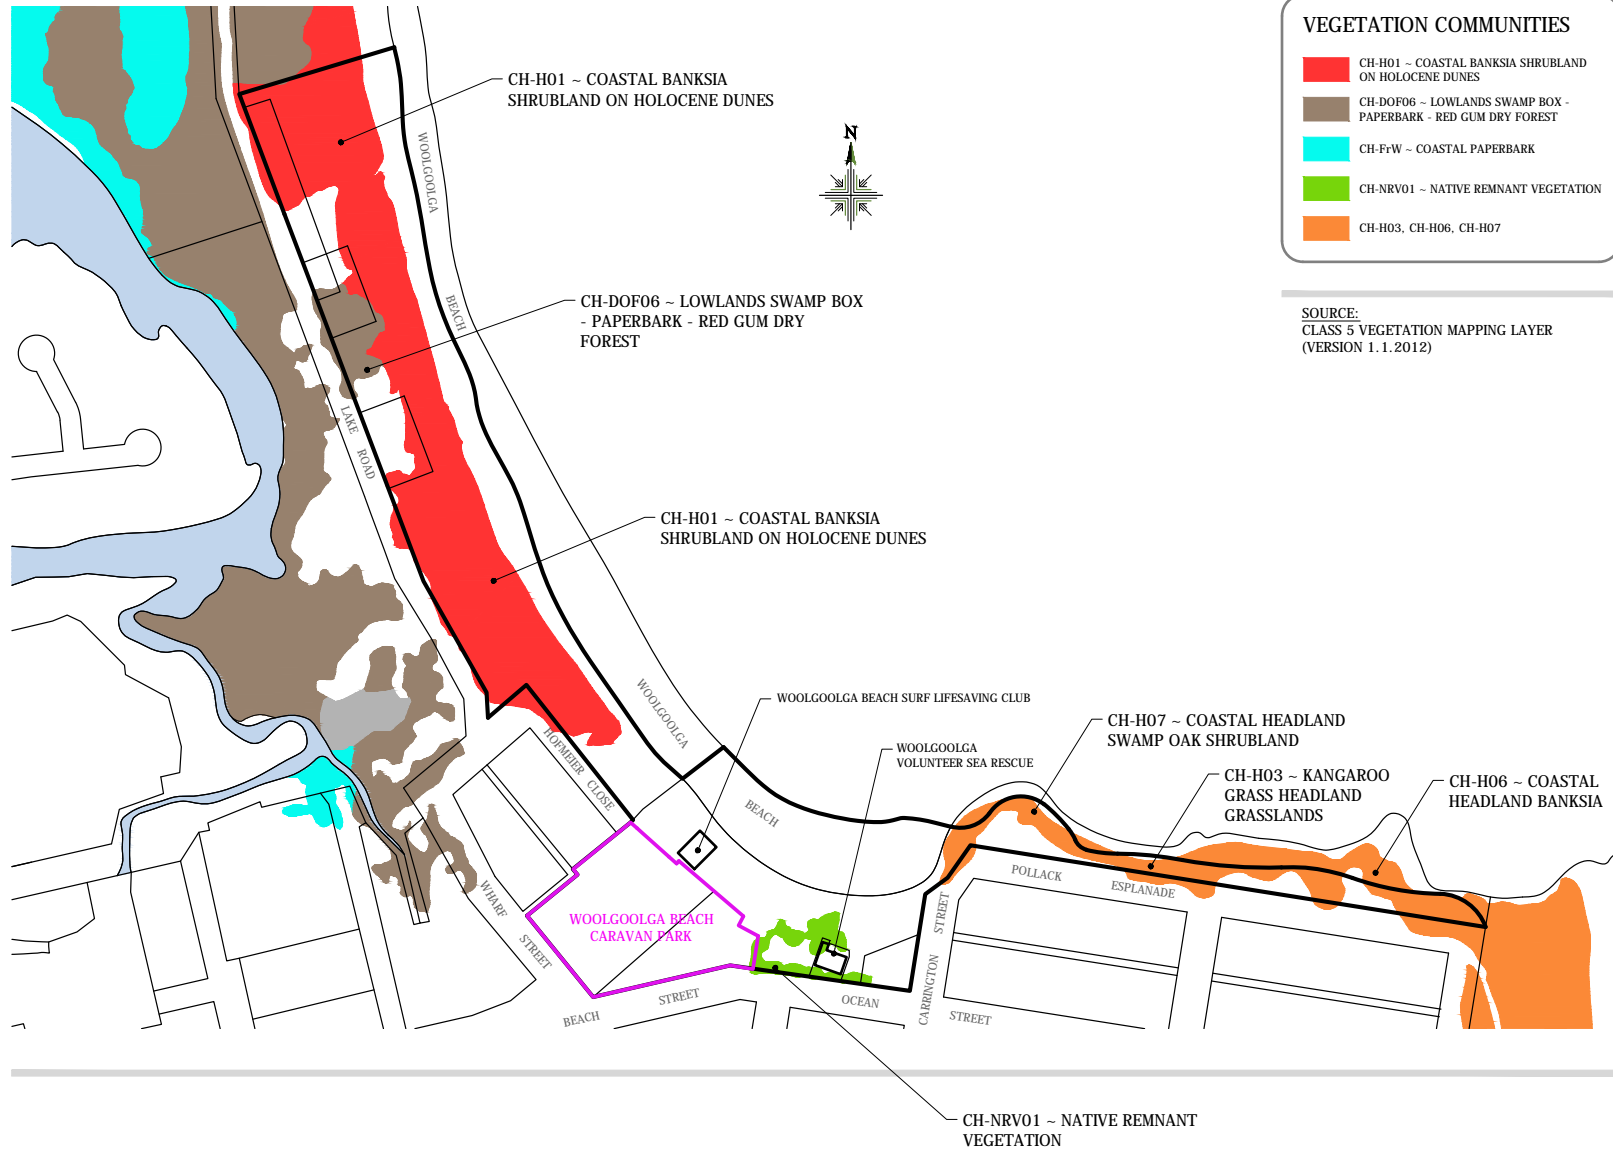 VEGETATION COMMUNITIES
CH-H01 ~ COASTAL BANKSIA SHRUBLAND
ON HOLOCENE DUNES
CH-DOF06 ~ LOWLANDS SWAMP BOX -
PAPERBARK - RED GUM DRY FOREST
CH-FrW ~ COASTAL PAPERBARK
CH-NRV01 ~ NATIVE REMNANT VEGETATION
CH-H03, CH-H06, CH-H07
SOURCE:
CLASS 5 VEGETATION MAPPING LAYER
(VERSION 1.1.2012)
CH-H01 ~ COASTAL BANKSIA
SHRUBLAND ON HOLOCENE DUNES
N
WOOLGOOLGA
BEACH
CH-DOF06 ~ LOWLANDS SWAMP BOX
- PAPERBARK - RED GUM DRY
FOREST
LAKE ROAD
CH-H01 ~ COASTAL BANKSIA
SHRUBLAND ON HOLOCENE DUNES
WOOLGOOLGA
BEACH
WOOLGOOLGA BEACH SURF LIFESAVING CLUB
WOOLGOOLGA
VOLUNTEER SEA RESCUE
CH-H07 ~ COASTAL HEADLAND
SWAMP OAK SHRUBLAND
CH-H03 ~ KANGAROO
GRASS HEADLAND
GRASSLANDS
CH-H06 ~ COASTAL
HEADLAND BANKSIA
HOFMEIER CLOSE
POLLACK ESPLANADE
WHARF STREET
WOOLGOOLGA BEACH
CARAVAN PARK
CARRINGTON STREET
BEACH STREET
OCEAN STREET
CH-NRV01 ~ NATIVE REMNANT
VEGETATION